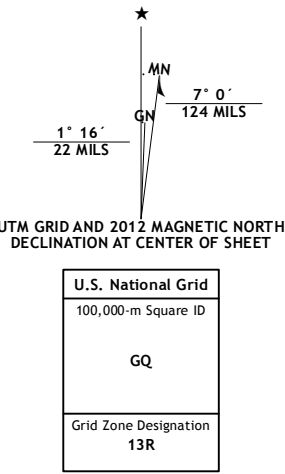 ★
MN
GN
7° 0´
124 MILS
1° 16´
22 MILS
UTM GRID AND 2012 MAGNETIC NORTH
DECLINATION AT CENTER OF SHEET
U.S. National Grid
100,000-m Square ID
GQ
Grid Zone Designation
13R